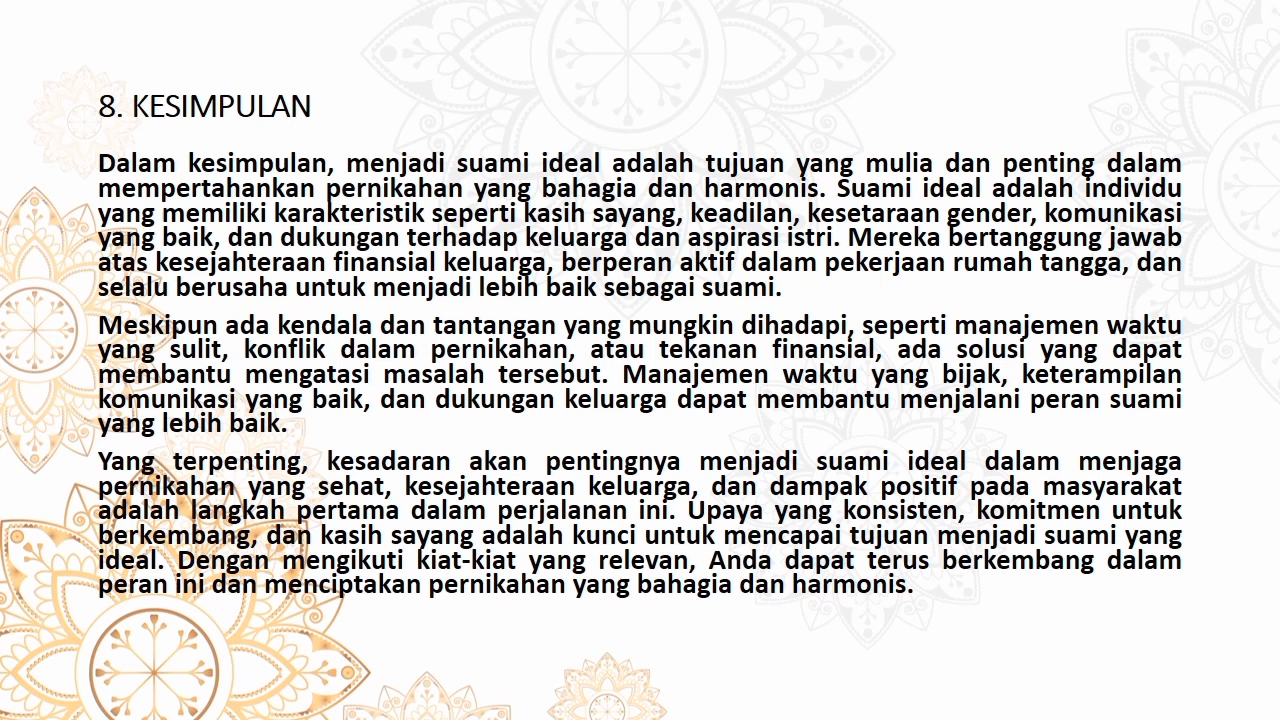 8. KESIMPULAN
Dalam kesimpulan, menjadi suami ideal adalah tujuan yang mulia dan penting dalam
mempertahankan pernikahan yang bahagia dan harmonis. Suami ideal adalah individu
yang memiliki karakteristik seperti kasih sayang, keadilan, kesetaraan gender, komunikasi
yang baik, dan dukungan terhadap keluarga dan aspirasi istri. Mereka bertanggung jawab
atas kesejahteraan finansial keluarga, berperan aktif dalam pekerjaan rumah tangga, dan
selalu berusaha untuk menjadi lebih baik sebagai suami.
Meskipun ada kendala dan tantangan yang mungkin dihadapi, seperti manajemen waktu
yang sulit, konflik dalam pernikahan, atau tekanan finansial, ada solusi yang dapat
membantu mengatasi masalah tersebut. Manajemen waktu yang bijak, keterampilan
komunikasi yang baik, dan dukungan keluarga dapat membantu menjalani peran suami
yang lebih baik.
Yang terpenting, kesadaran akan pentingnya menjadi suami ideal dalam menjaga
pernikahan yang sehat, kesejahteraan keluarga, dan dampak positif pada masyarakat
adalah langkah pertama dalam perjalanan ini. Upaya yang konsisten, komitmen untuk
berkembang, dan kasih sayang adalah kunci untuk mencapai tujuan menjadi suami yang
ideal. Dengan mengikuti kiat-kiat yang relevan, Anda dapat terus berkembang dalam
peran ini dan menciptakan pernikahan yang bahagia dan harmonis.